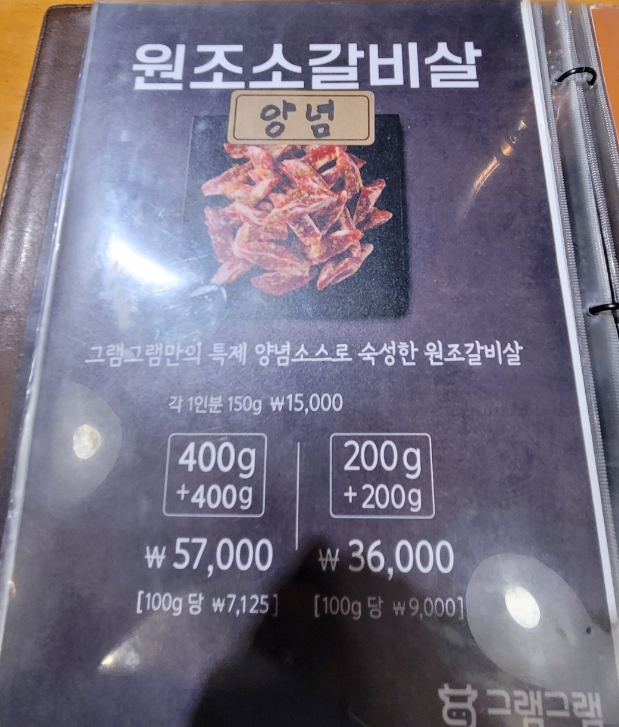 원조소갈비살
양념
그램그램만의 특제 양념소스로 숙성한 원조갈비살
각 1인분 150g ₩15,000
400g
+400g
₩57,000
[100g 당 ₩7,125]
200g
+200g
₩36,000
[100g 당 ₩9,000]
그램그램